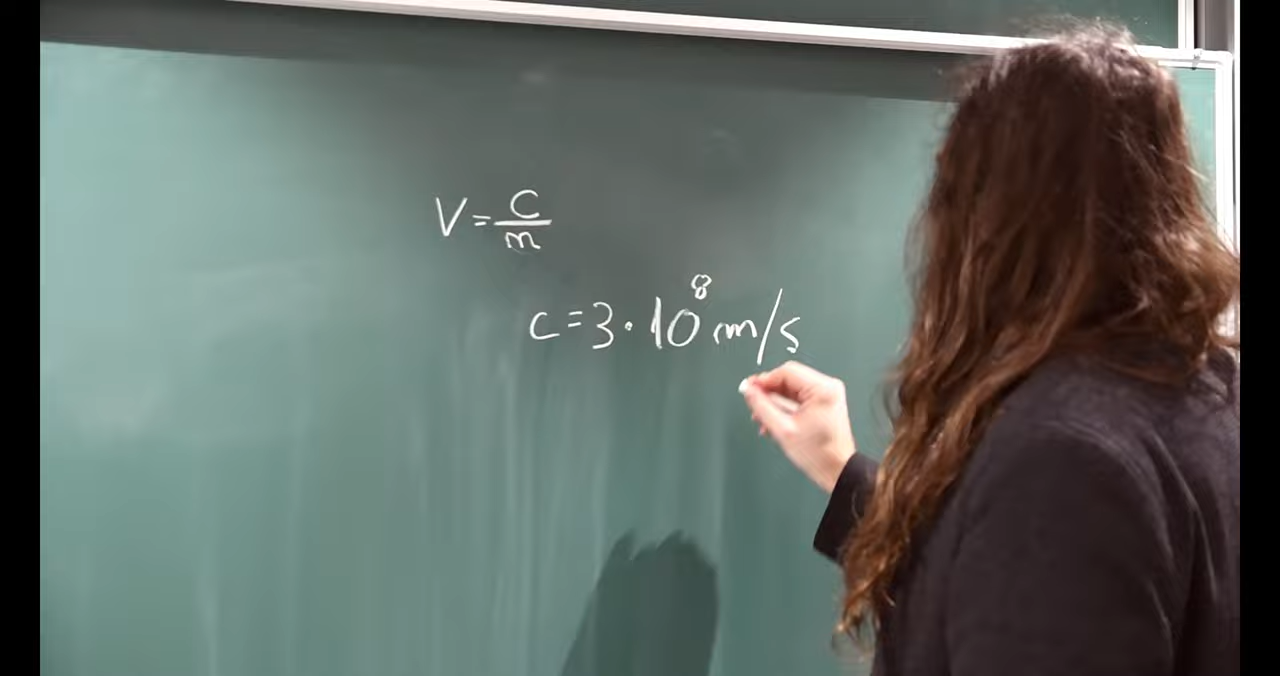 V = C/m
c = 3 · 10⁸ m/s